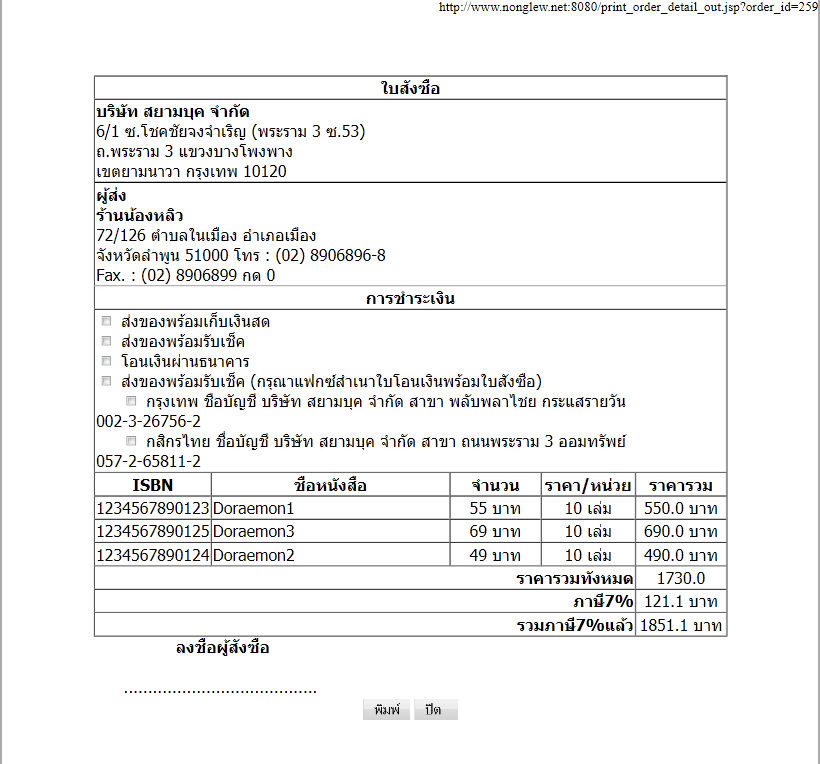 http://www.nonglew.net:8080/print_order_detail_out.jsp?order_id=259
ใบสั่งซื้อ
บริษัท สยามบุค จำกัด
6/1 ซ.โชคชัยจงจำเริญ (พระราม 3 ซ.53)
ถ.พระราม 3 แขวงบางโพงพาง
เขตยามนาวา กรุงเทพ 10120
ผู้ส่ง
ร้านน้องหลิว
72/126 ตำบลในเมือง อำเภอเมือง
จังหวัดลำพูน 51000 โทร : (02) 8906896-8
Fax. : (02) 8906899 กด 0
การชำระเงิน
ส่งของพร้อมเก็บเงินสด
ส่งของพร้อมรับเช็ค
โอนเงินผ่านธนาคาร
ส่งของพร้อมรับเช็ค (กรุณาแฟกซ์สำเนาใบโอนเงินพร้อมใบสั่งซื้อ)
กรุงเทพ ชื่อบัญชี บริษัท สยามบุค จำกัด สาขา พลับพลาไชย กระแสรายวัน
002-3-26756-2
กสิกรไทย ชื่อบัญชี บริษัท สยามบุค จำกัด สาขา ถนนพระราม 3 ออมทรัพย์
057-2-65811-2
ISBN ชื่อหนังสือ จำนวน ราคา/หน่วย ราคารวม
1234567890123 Doraemon1 55 บาท 10 เล่ม 550.0 บาท
1234567890125 Doraemon3 69 บาท 10 เล่ม 690.0 บาท
1234567890124 Doraemon2 49 บาท 10 เล่ม 490.0 บาท
ราคารวมทั้งหมด 1730.0
ภาษี7% 121.1 บาท
รวมภาษี7%แล้ว 1851.1 บาท
ลงชื่อผู้สั่งซื้อ
........................................
พิมพ์ ปิด